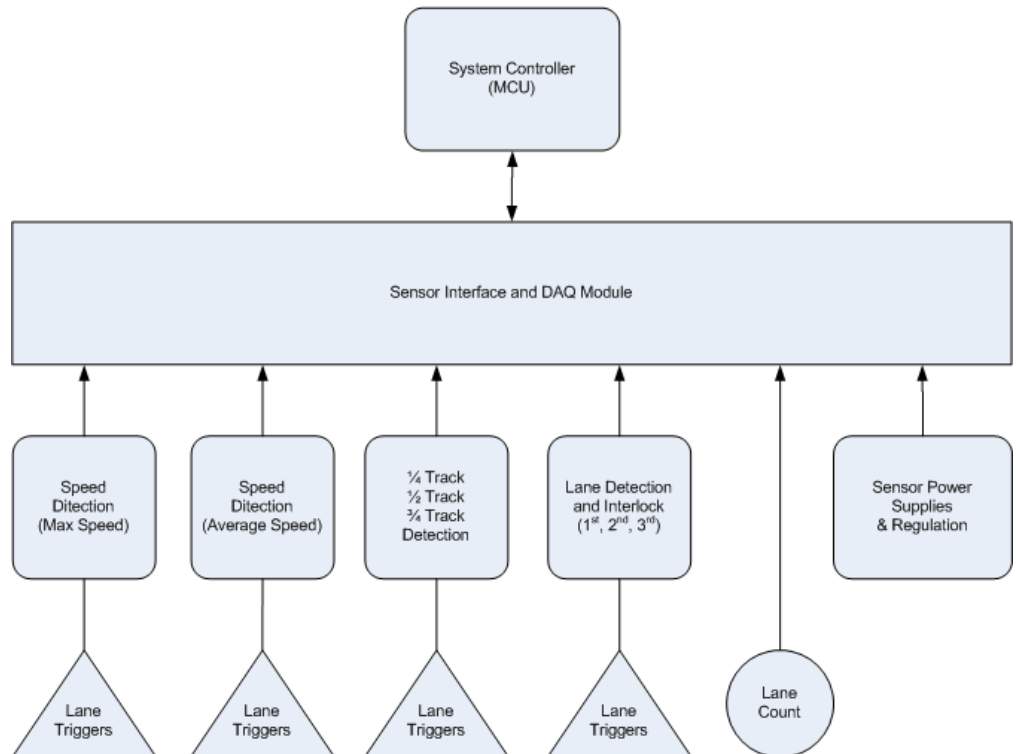 System Controller
(MCU)
Sensor Interface and DAQ Module
Speed
Ditection
(Max Speed)
Speed
Ditection
(Average Speed)
¼ Track
½ Track
¾ Track
Detection
Lane Detection
and Interlock
(1st, 2nd, 3rd)
Sensor Power
Supplies
& Regulation
Lane
Triggers
Lane
Triggers
Lane
Triggers
Lane
Triggers
Lane
Count